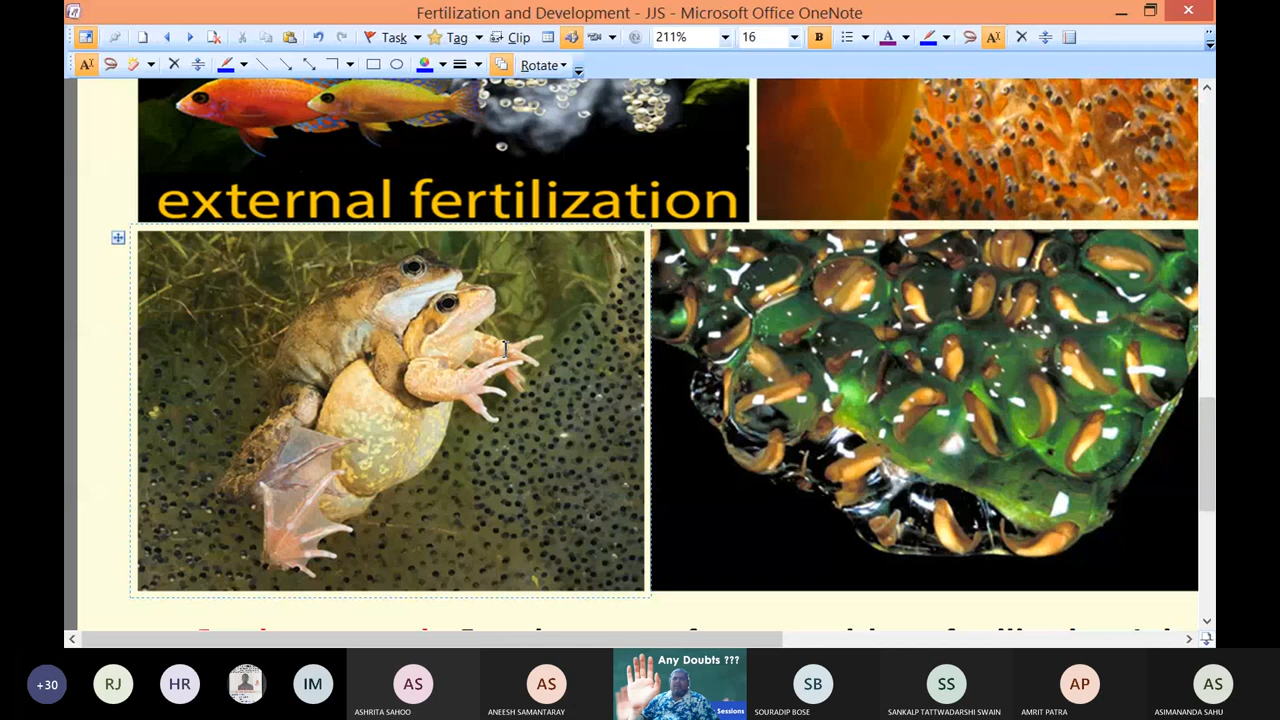 Fertilization and Development - JJS - Microsoft Office OneNote
Task Tag Clip 211% 16 B A
Rotate
external fertilization
Any Doubts ???
Sessions
+30 RJ HR IM AS AS SB SS AP AS
ASHRITA SAHOO ANEESH SAMANTARAY SOURADIP BOSE SANKALP TATTWADARSHI SWAIN AMRIT PATRA ASIMANANDA SAHU